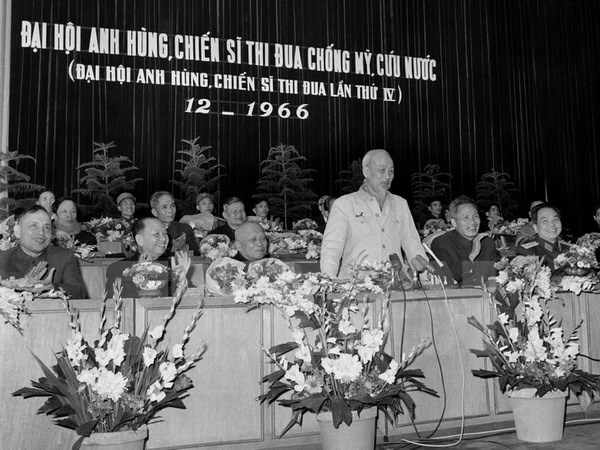 ĐẠI HỘI ANH HÙNG, CHIẾN SĨ THI ĐUA CHỐNG MỸ, CỨU NƯỚC
(ĐẠI HỘI ANH HÙNG, CHIẾN SĨ THI ĐUA LẦN THỨ IV)
12 - 1966